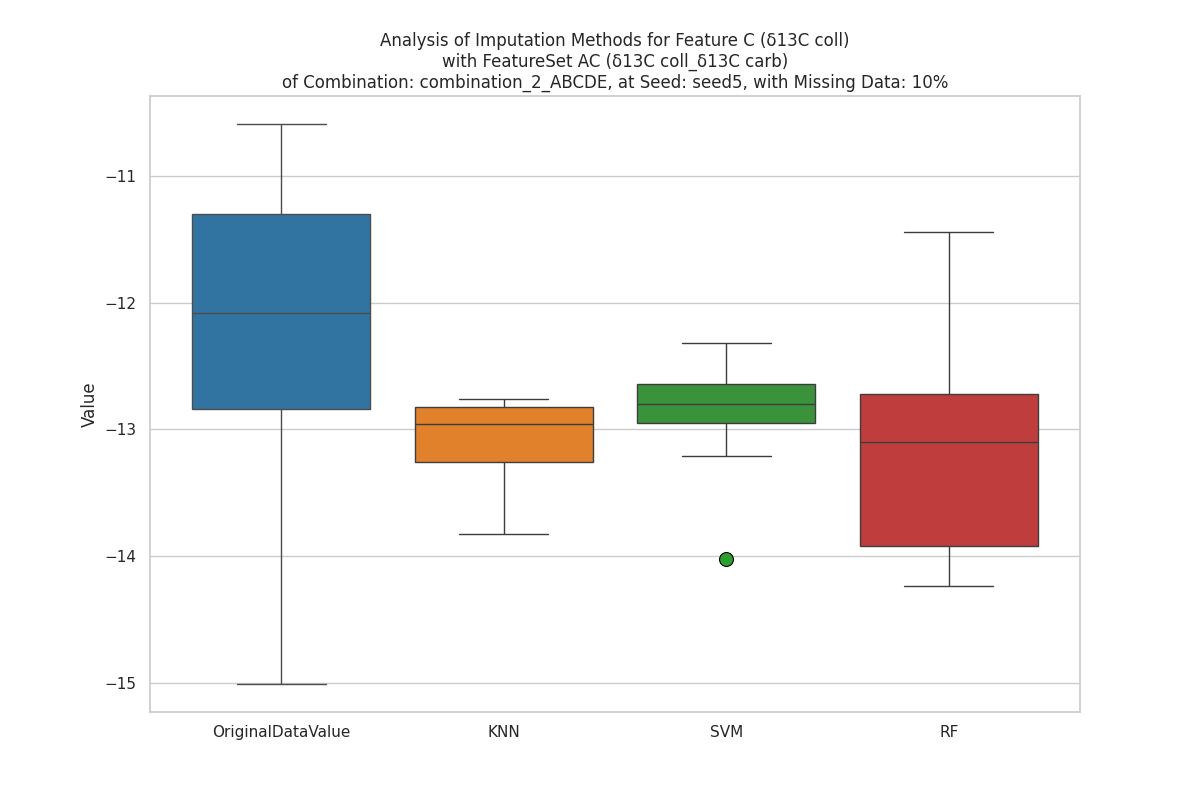 Analysis of Imputation Methods for Feature C (δ13C coll)
with FeatureSet AC (δ13C coll_δ13C carb)
of Combination: combination_2_ABCDE, at Seed: seed5, with Missing Data: 10%
−11
−12
−13
−14
−15
Value
OriginalDataValue KNN SVM RF